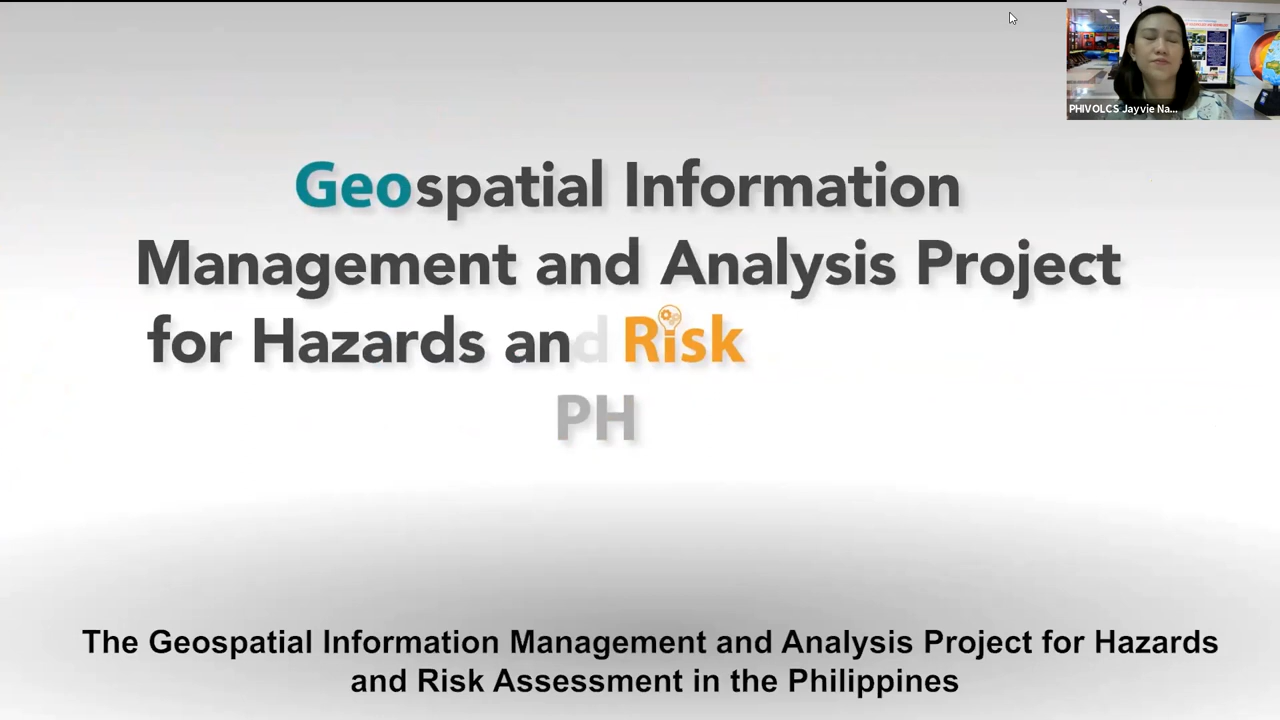 PHIVOLCS Jayvie Na...
Geospatial Information
Management and Analysis Project
for Hazards and Risk
PH
The Geospatial Information Management and Analysis Project for Hazards
and Risk Assessment in the Philippines